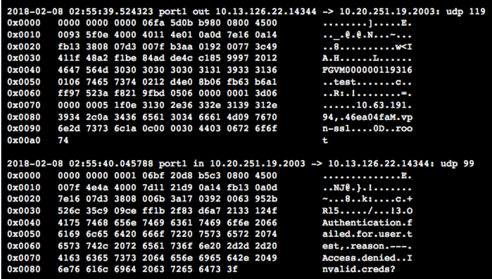 2018-02-08 02:55:39.524323 port1 out 10.13.126.22.14344 -> 10.20.251.19.2003: udp 119
0x0000 0000 0000 0000 06fa 5d0b b980 0800 4500 ........].....E.
0x0010 0093 5f0e 4000 4011 4e01 0a0d 7e16 0a14 .._.@.@.N...~...
0x0020 fb13 3808 07d3 007f b3aa 0192 0077 3c49 ..8..........w<I
0x0030 411f 48a2 f1be 84ad de4c c185 9997 2012 A.H......L......
0x0040 4647 564d 3030 3030 3030 3131 3933 3136 FGVM000000119316
0x0050 0106 7465 7374 0212 d4e0 8b06 fb63 b6a1 ..test.......c..
0x0060 ff97 523a f821 9fbd 0506 0000 0001 3d06 ..R:.!........=.
0x0070 0000 0005 1f0e 3130 2e36 332e 3139 312e ......10.63.191.
0x0080 3934 2c0a 3436 6561 3034 6661 4d09 7670 94,.46ea04faM.vp
0x0090 6e2d 7373 6c1a 0c00 0030 4403 0672 6f6f n-ssl....0D..roo
0x00a0 74 t
2018-02-08 02:55:40.045788 port1 in 10.20.251.19.2003 -> 10.13.126.22.14344: udp 99
0x0000 0000 0000 0001 06bf 20d8 b5c3 0800 4500 ..............E.
0x0010 007f 4e4a 4000 7d11 21d9 0a14 fb13 0a0d ..NJ@.}.!.......
0x0020 7e16 07d3 3808 006b 3a17 0392 0063 952b ~...8..k:....c.+
0x0030 526c 35c9 09ce ff1b 2f83 d6a7 2133 124f Rl5...../...!3.O
0x0040 4175 7468 656e 7469 6361 7469 6f6e 2066 Authentication.f
0x0050 6169 6c65 6420 666f 7220 7573 6572 2074 ailed.for.user.t
0x0060 6573 742c 2072 6561 736f 6e20 2d2d 2d20 est,.reason.---.
0x0070 4163 6365 7373 2064 656e 6965 642e 2049 Access.denied..I
0x0080 6e76 616c 6964 2063 7265 6473 3f nvalid.creds?